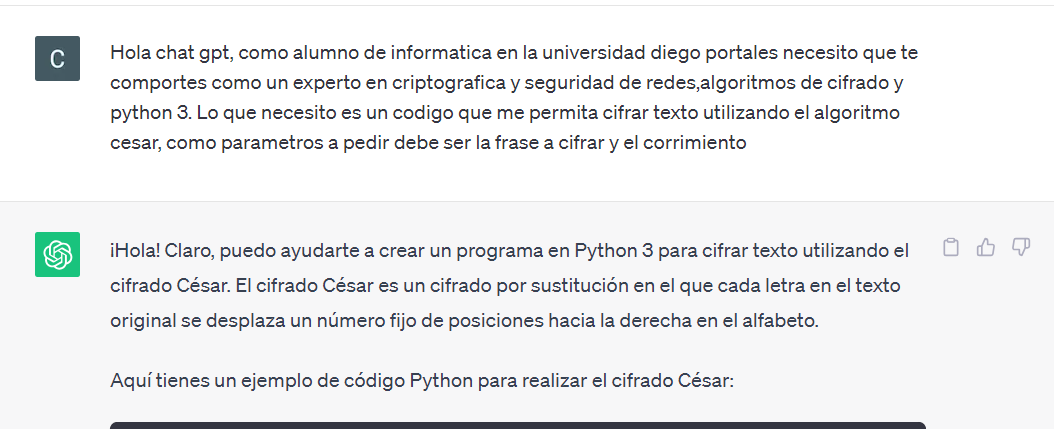 C
Hola chat gpt, como alumno de informatica en la universidad diego portales necesito que te
comportes como un experto en criptografica y seguridad de redes,algoritmos de cifrado y
python 3. Lo que necesito es un codigo que me permita cifrar texto utilizando el algoritmo
cesar, como parametros a pedir debe ser la frase a cifrar y el corrimiento
¡Hola! Claro, puedo ayudarte a crear un programa en Python 3 para cifrar texto utilizando el
cifrado César. El cifrado César es un cifrado por sustitución en el que cada letra en el texto
original se desplaza un número fijo de posiciones hacia la derecha en el alfabeto.
Aquí tienes un ejemplo de código Python para realizar el cifrado César: